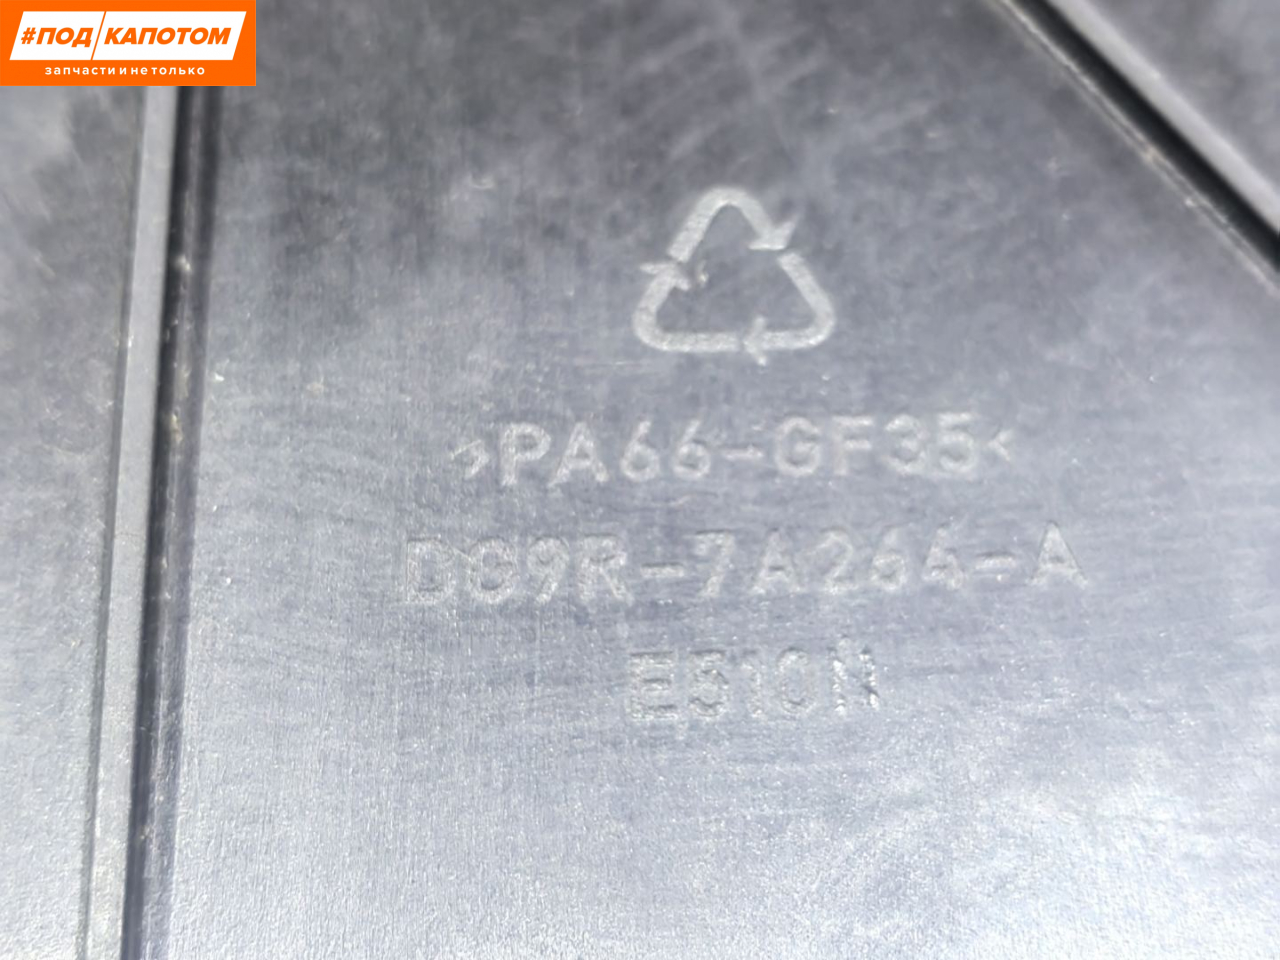 #ПОД КАПОТОМ
запчасти и не только
>PA66-GF35<
DG9R-7A264-A
E510N